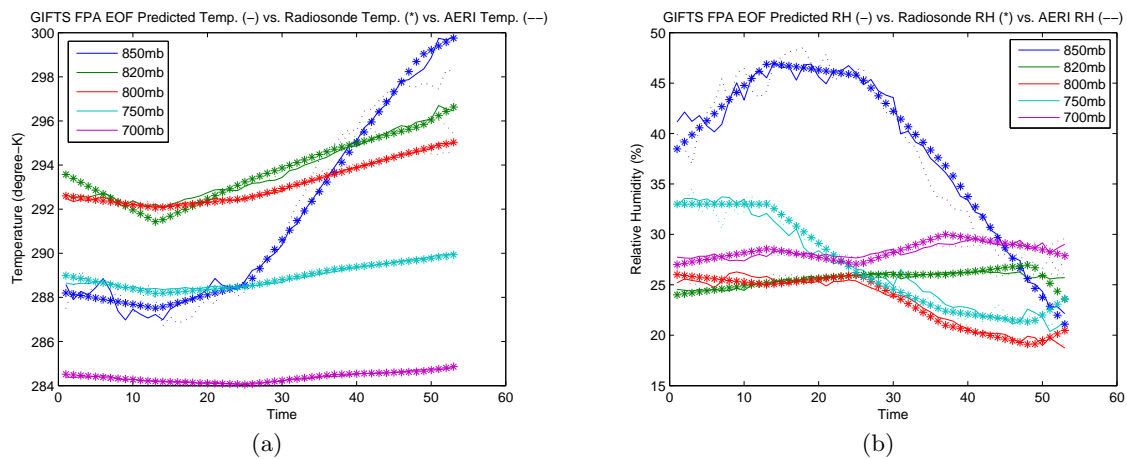 GIFTS FPA EOF Predicted Temp. (−) vs. Radiosonde Temp. (*) vs. AERI Temp. (−−)
300
298
296
294
292
290
288
286
284
Temperature (degree−K)
850mb
820mb
800mb
750mb
700mb
0
10
20
30
40
50
60
Time
(a)
GIFTS FPA EOF Predicted RH (−) vs. Radiosonde RH (*) vs. AERI RH (−−)
50
45
40
35
30
25
20
15
Relative Humidity (%)
850mb
820mb
800mb
750mb
700mb
0
10
20
30
40
50
60
Time
(b)